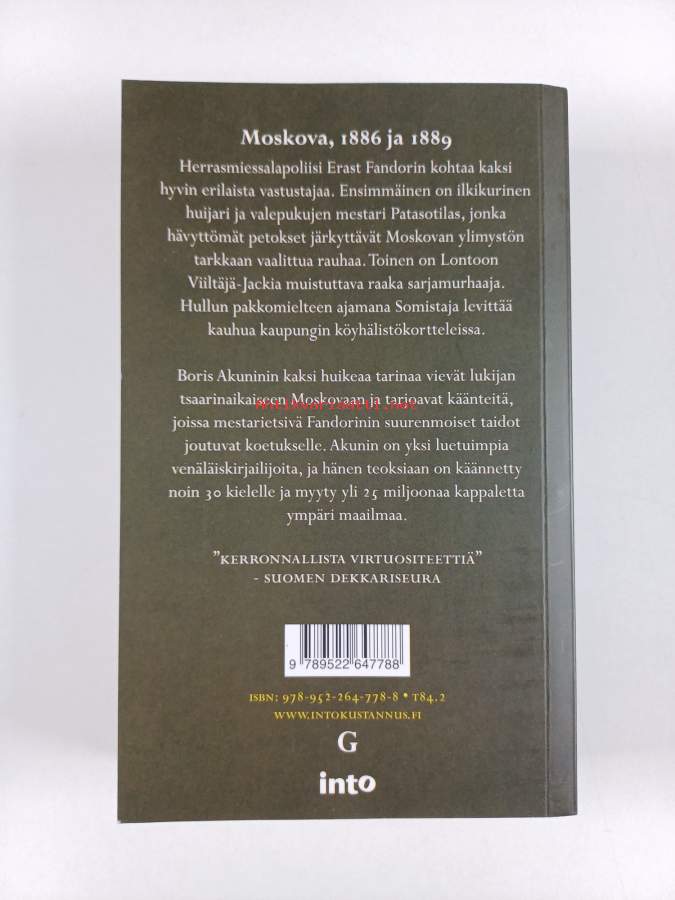 Moskova, 1886 ja 1889
Herrasmiessalapoliisi Erast Fandorin kohtaa kaksi
hyvin erilaista vastustajaa. Ensimmäinen on ilkikurinen
huijari ja valepukujen mestari Patasotilas, jonka
hävyttömät petokset järkyttävät Moskovan ylimystön
tarkkaan vaalittua rauhaa. Toinen on Lontoon
Viiltäjä-Jackia muistuttava raaka sarjamurhaaja.
Hullun pakkomielteen ajamana Somistaja levittää
kauhua kaupungin köyhälistökortteleissa.
Boris Akuninin kaksi huikeaa tarinaa vievät lukijan
tsaarinaikaiseen Moskovaan ja tarjoavat käänteitä,
joissa mestarietsivä Fandorinin suurenmoiset taidot
joutuvat koetukselle. Akunin on yksi luetuimpia
venäläiskirjailijoita, ja hänen teoksiaan on käännetty
noin 30 kielelle ja myyty yli 25 miljoonaa kappaletta
ympäri maailmaa.
"KERRONNALLISTA VIRTUOSITEETTIÄ"
- SUOMEN DEKKARISEURA
9 789522 647788
ISBN: 978-952-264-778-8 * T84.2
WWW.INTOKUSTANNUS.FI
G
into